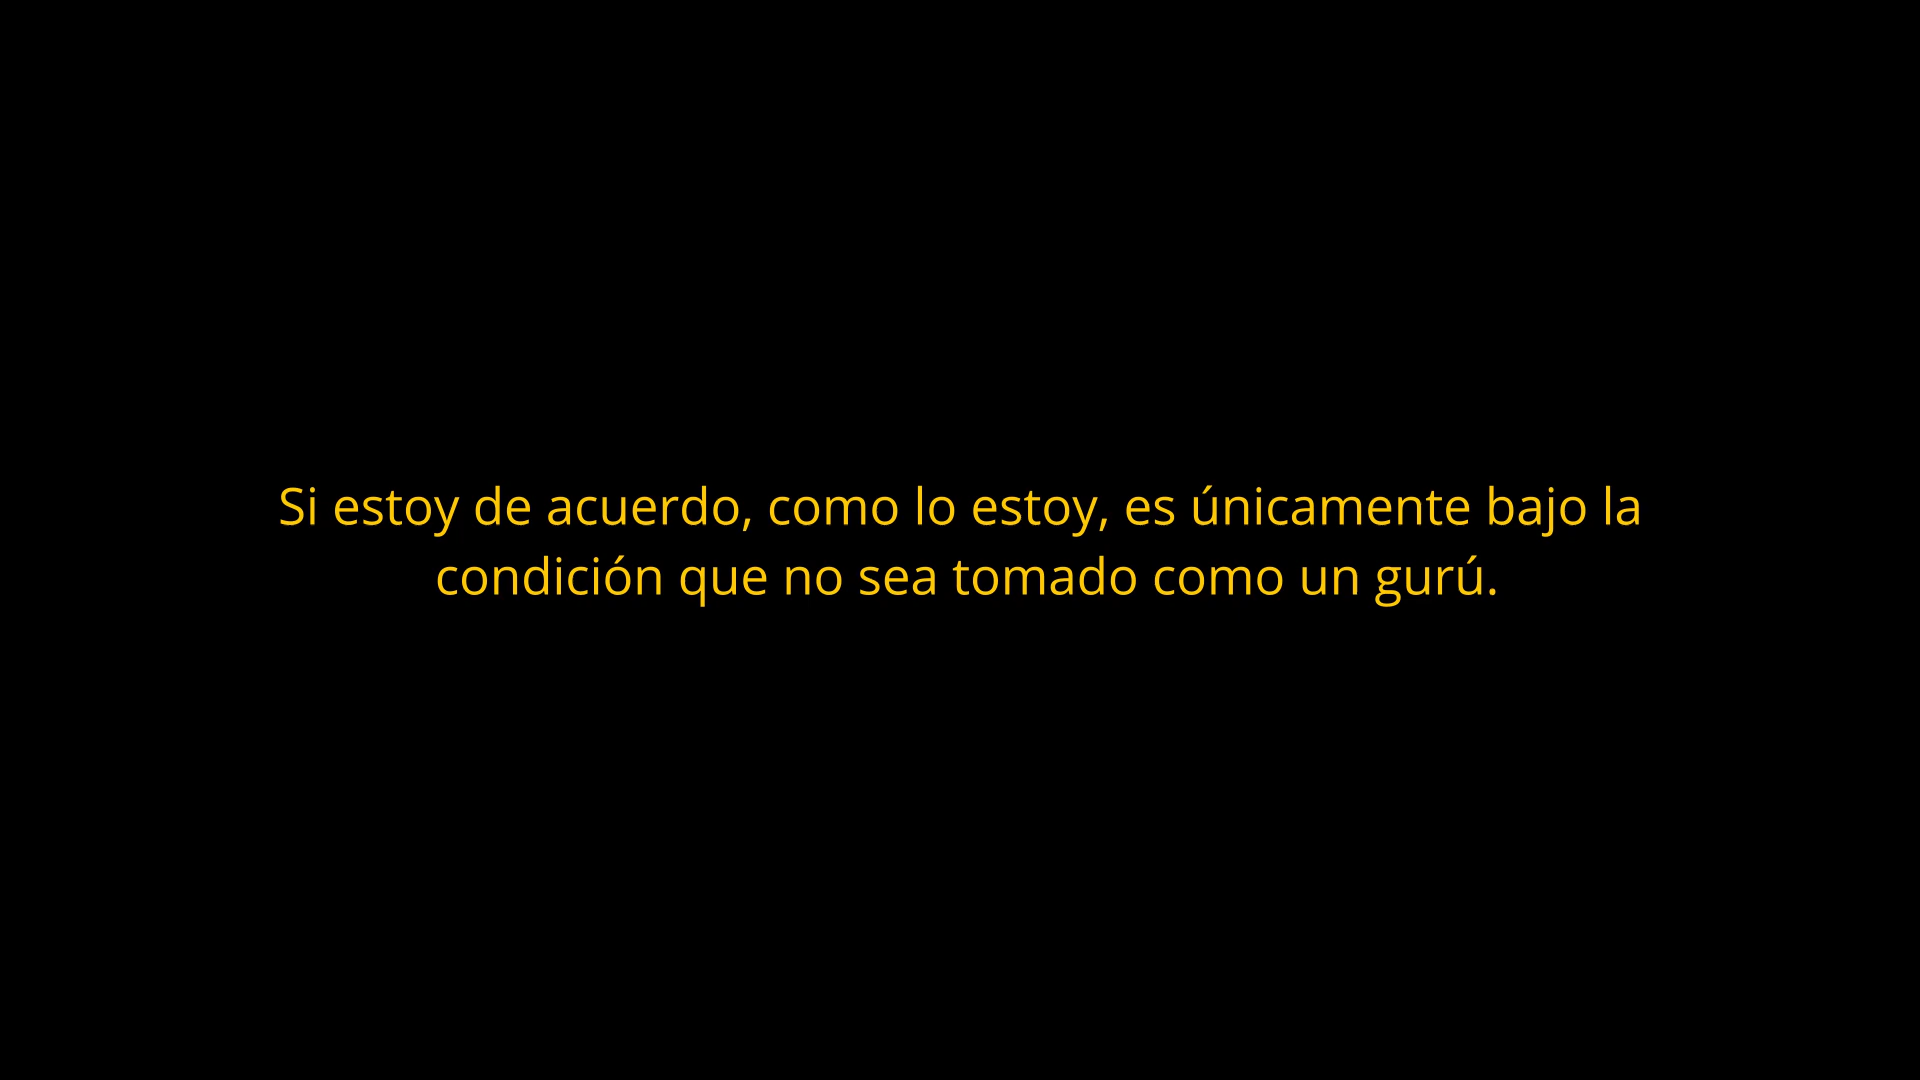 Si estoy de acuerdo, como lo estoy, es únicamente bajo la
condición que no sea tomado como un gurú.